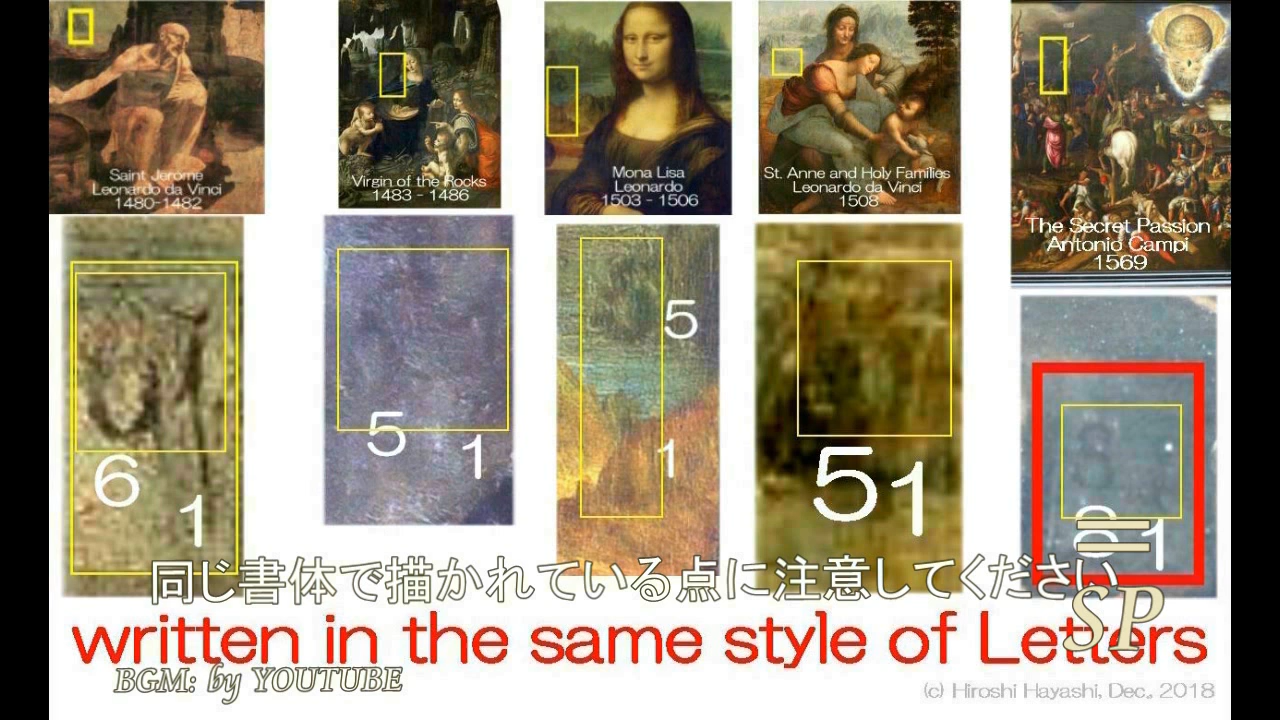 Saint Jerome
Leonardo da Vinci
1480-1482
Virgin of the Rocks
1483 - 1486
Mona Lisa
Leonardo
1503 - 1506
St. Anne and Holy Families
Leonardo da Vinci
1508
The Secret Passion
Antonio Campi
1569
6 1
5 1
5
1
51
61
同じ書体で描かれている点に注意してください
SP
written in the same style of Letters
BGM: by YOUTUBE
(c) Hiroshi Hayashi, Dec. 2018